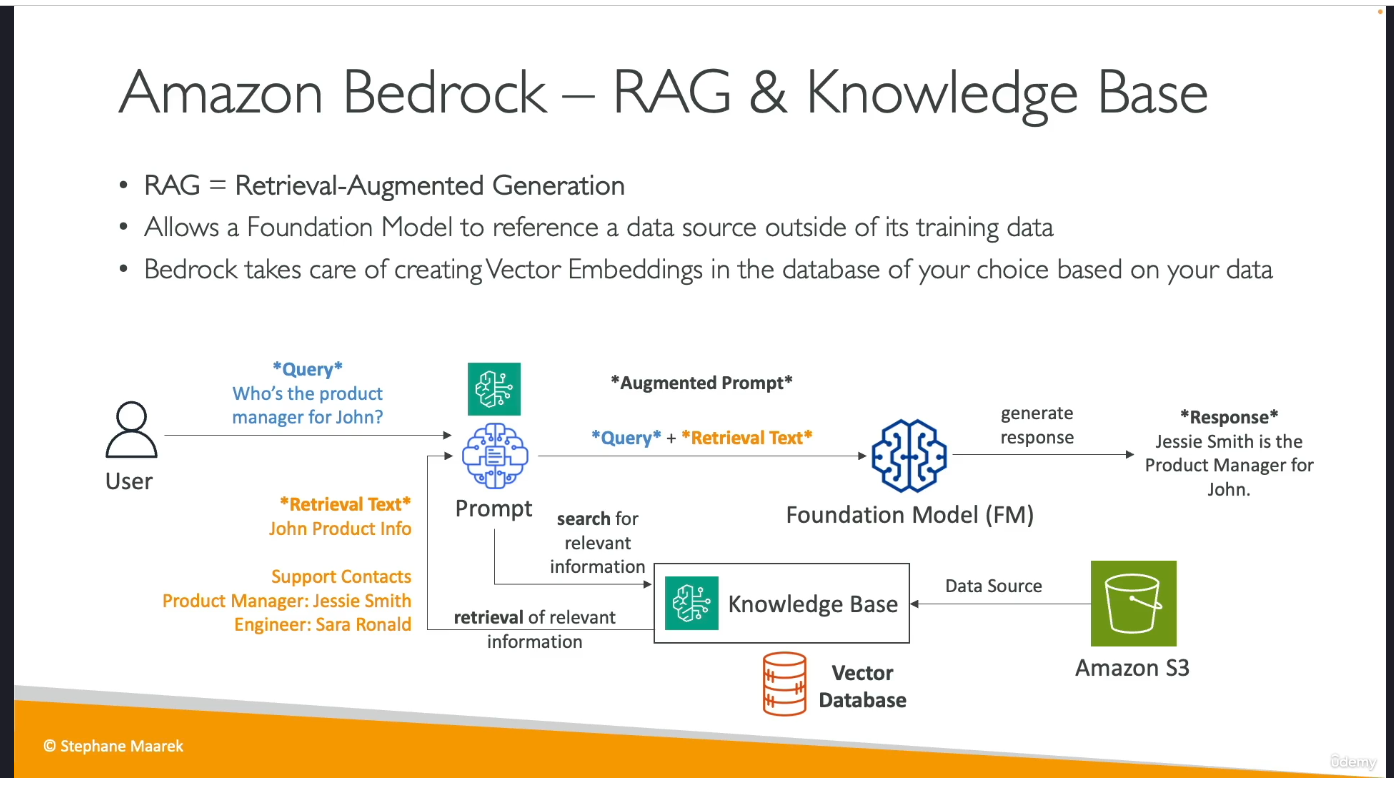 Amazon Bedrock – RAG & Knowledge Base
• RAG = Retrieval-Augmented Generation
• Allows a Foundation Model to reference a data source outside of its training data
• Bedrock takes care of creating Vector Embeddings in the database of your choice based on your data
*Query*
Who's the product
manager for John?
User
*Retrieval Text*
John Product Info
Support Contacts
Product Manager: Jessie Smith
Engineer: Sara Ronald
Prompt
*Augmented Prompt*
*Query* + *Retrieval Text*
search for
relevant
information
retrieval of relevant
information
Foundation Model (FM)
generate
response
*Response*
Jessie Smith is the
Product Manager for
John.
Knowledge Base
Data Source
Amazon S3
Vector
Database
© Stephane Maarek
ûdemy